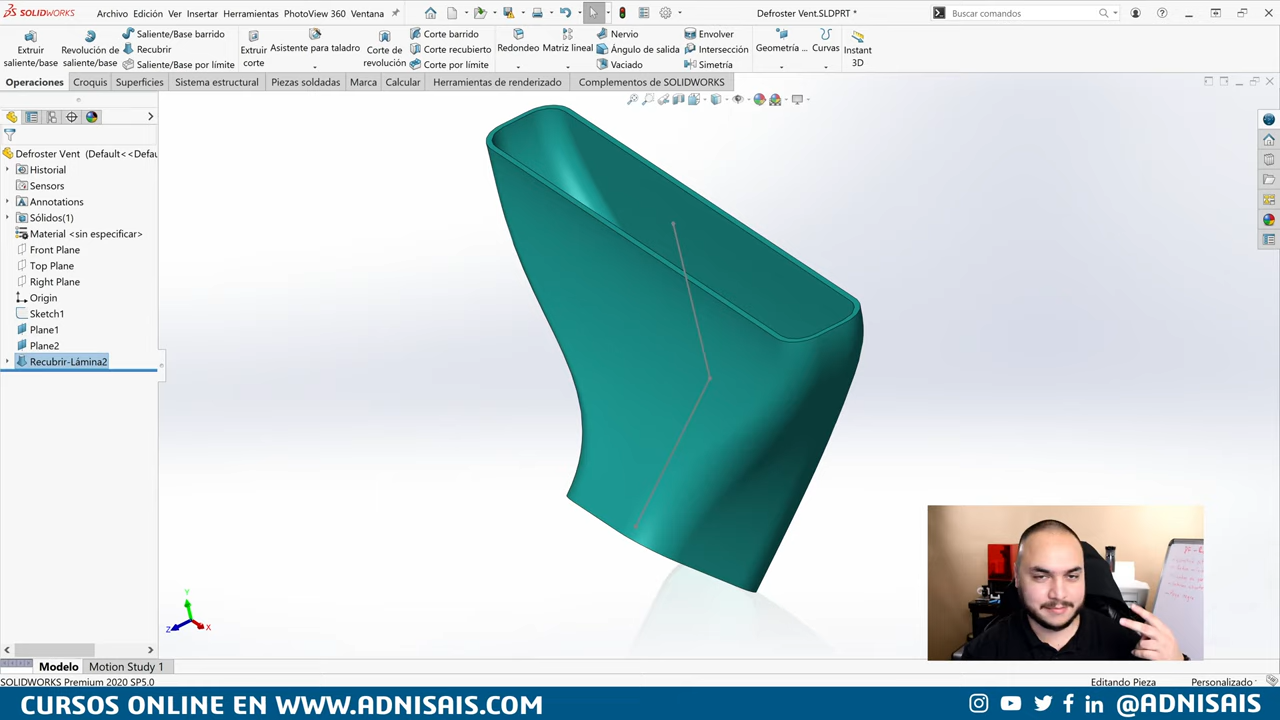 SOLIDWORKS
Archivo Edición Ver Insertar Herramientas PhotoView 360 Ventana
Defroster Vent.SLDPRT *
Buscar comandos
Extruir saliente/base
Revolución de saliente/base
Saliente/Base barrido
Recubrir
Saliente/Base por límite
Extruir corte
Asistente para taladro
Corte de revolución
Corte barrido
Corte recubierto
Corte por límite
Redondeo
Matriz lineal
Nervio
Ángulo de salida
Vaciado
Envolver
Intersección
Simetría
Geometría ...
Curvas
Instant 3D
Operaciones Croquis Superficies Sistema estructural Piezas soldadas Marca Calcular Herramientas de renderizado Complementos de SOLIDWORKS
Defroster Vent (Default<<Defau
Historial
Sensors
Annotations
Sólidos(1)
Material <sin especificar>
Front Plane
Top Plane
Right Plane
Origin
Sketch1
Plane1
Plane2
Recubrir-Lámina2
Y
Z
X
Modelo Motion Study 1
SOLIDWORKS Premium 2020 SP5.0
Editando Pieza
Personalizado
CURSOS ONLINE EN WWW.ADNISAIS.COM
@ADNISAIS